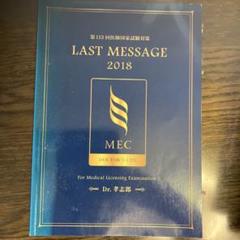 第112回医師国家試験対策
LAST MESSAGE
2018
MEC
For Medical Licensing Examination
Dr. 孝志郎